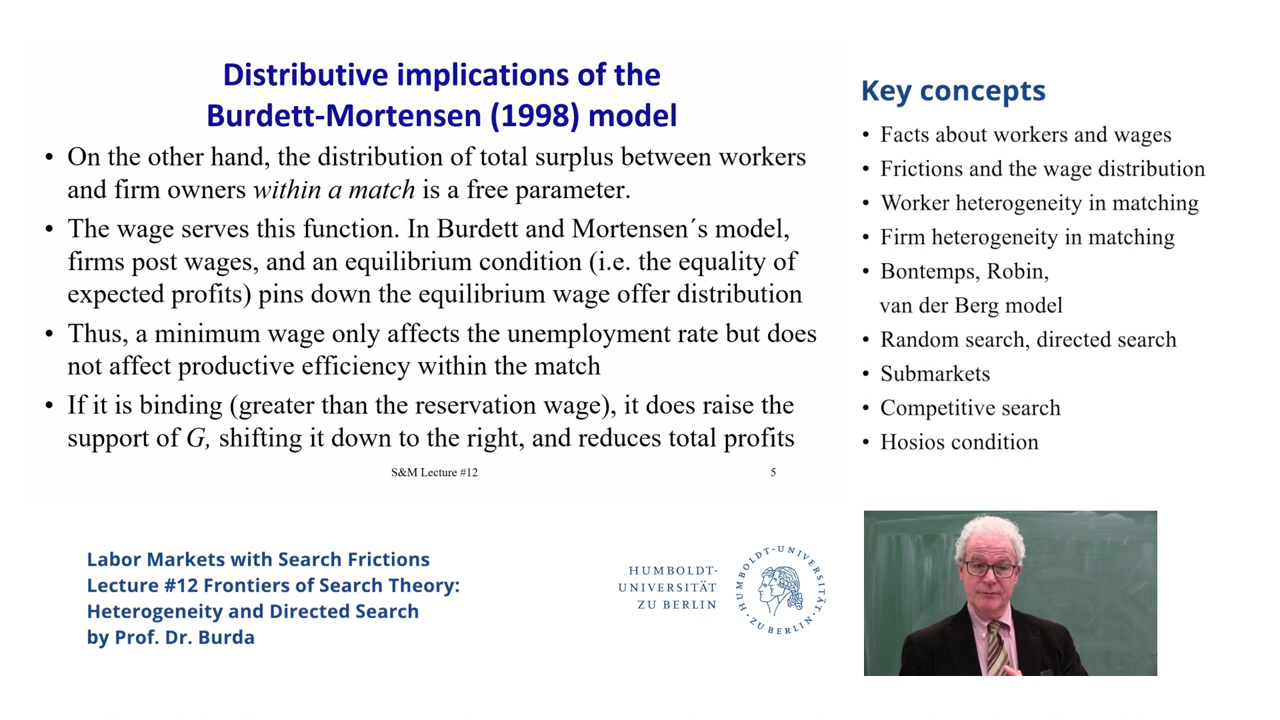 Distributive implications of the
Burdett-Mortensen (1998) model
• On the other hand, the distribution of total surplus between workers
and firm owners within a match is a free parameter.
• The wage serves this function. In Burdett and Mortensen´s model,
firms post wages, and an equilibrium condition (i.e. the equality of
expected profits) pins down the equilibrium wage offer distribution
• Thus, a minimum wage only affects the unemployment rate but does
not affect productive efficiency within the match
• If it is binding (greater than the reservation wage), it does raise the
support of G, shifting it down to the right, and reduces total profits
S&M Lecture #12
5
Key concepts
• Facts about workers and wages
• Frictions and the wage distribution
• Worker heterogeneity in matching
• Firm heterogeneity in matching
• Bontemps, Robin,
van der Berg model
• Random search, directed search
• Submarkets
• Competitive search
• Hosios condition
Labor Markets with Search Frictions
Lecture #12 Frontiers of Search Theory:
Heterogeneity and Directed Search
by Prof. Dr. Burda
HUMBOLDT-
UNIVERSITÄT
ZU BERLIN
HUMBOLDT-UNIVERSITÄT · ZU BERLIN ·